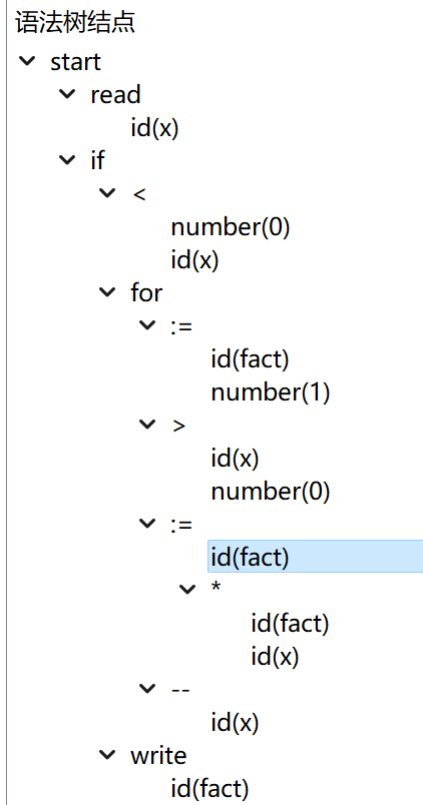 语法树结点
start
read
id(x)
if
<
number(0)
id(x)
for
:=
id(fact)
number(1)
>
id(x)
number(0)
:=
id(fact)
*
id(fact)
id(x)
--
id(x)
write
id(fact)